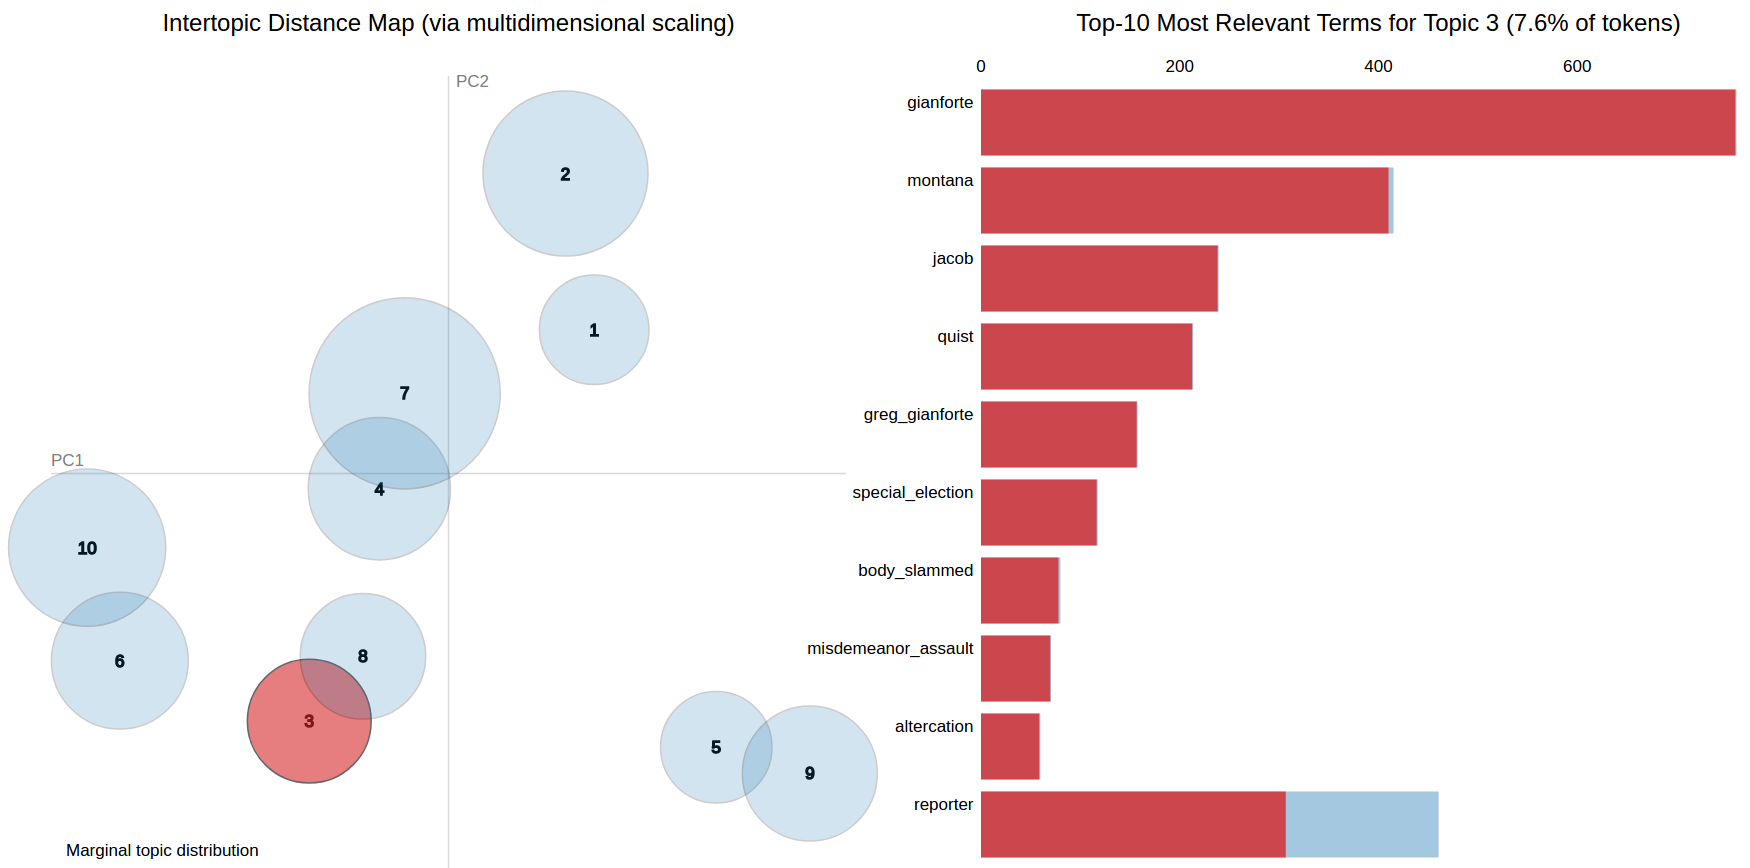 Intertopic Distance Map (via multidimensional scaling)
PC2
2
1
7
PC1
4
10
6
8
3
5
9
Marginal topic distribution
Top-10 Most Relevant Terms for Topic 3 (7.6% of tokens)
0 200 400 600
gianforte
montana
jacob
quist
greg_gianforte
special_election
body_slammed
misdemeanor_assault
altercation
reporter